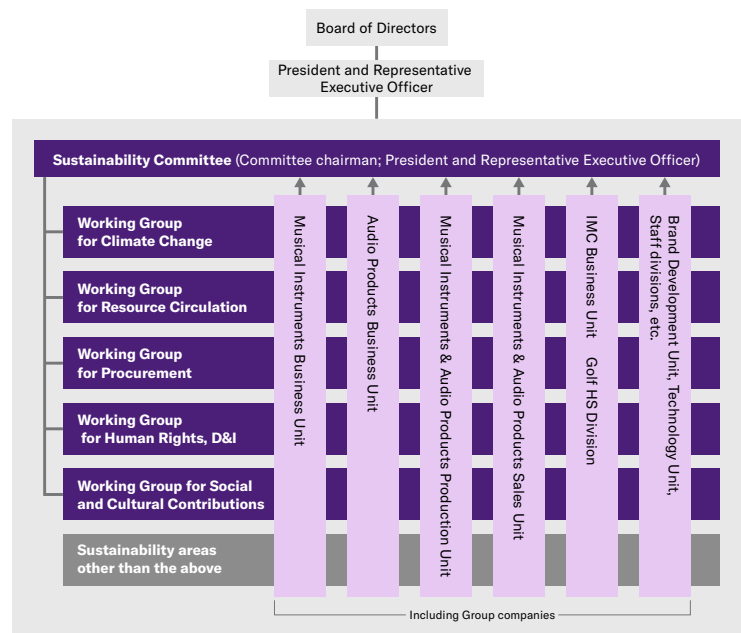 Board of Directors
President and Representative
Executive Officer
Sustainability Committee (Committee chairman; President and Representative Executive Officer)
Working Group
for Climate Change
Working Group
for Resource Circulation
Working Group
for Procurement
Working Group
for Human Rights, D&I
Working Group for Social
and Cultural Contributions
Sustainability areas
other than the above
Musical Instruments Business Unit
Audio Products Business Unit
Musical Instruments & Audio Products Production Unit
Musical Instruments & Audio Products Sales Unit
IMC Business Unit Golf HS Division
Brand Development Unit, Technology Unit,
Staff divisions, etc.
Including Group companies